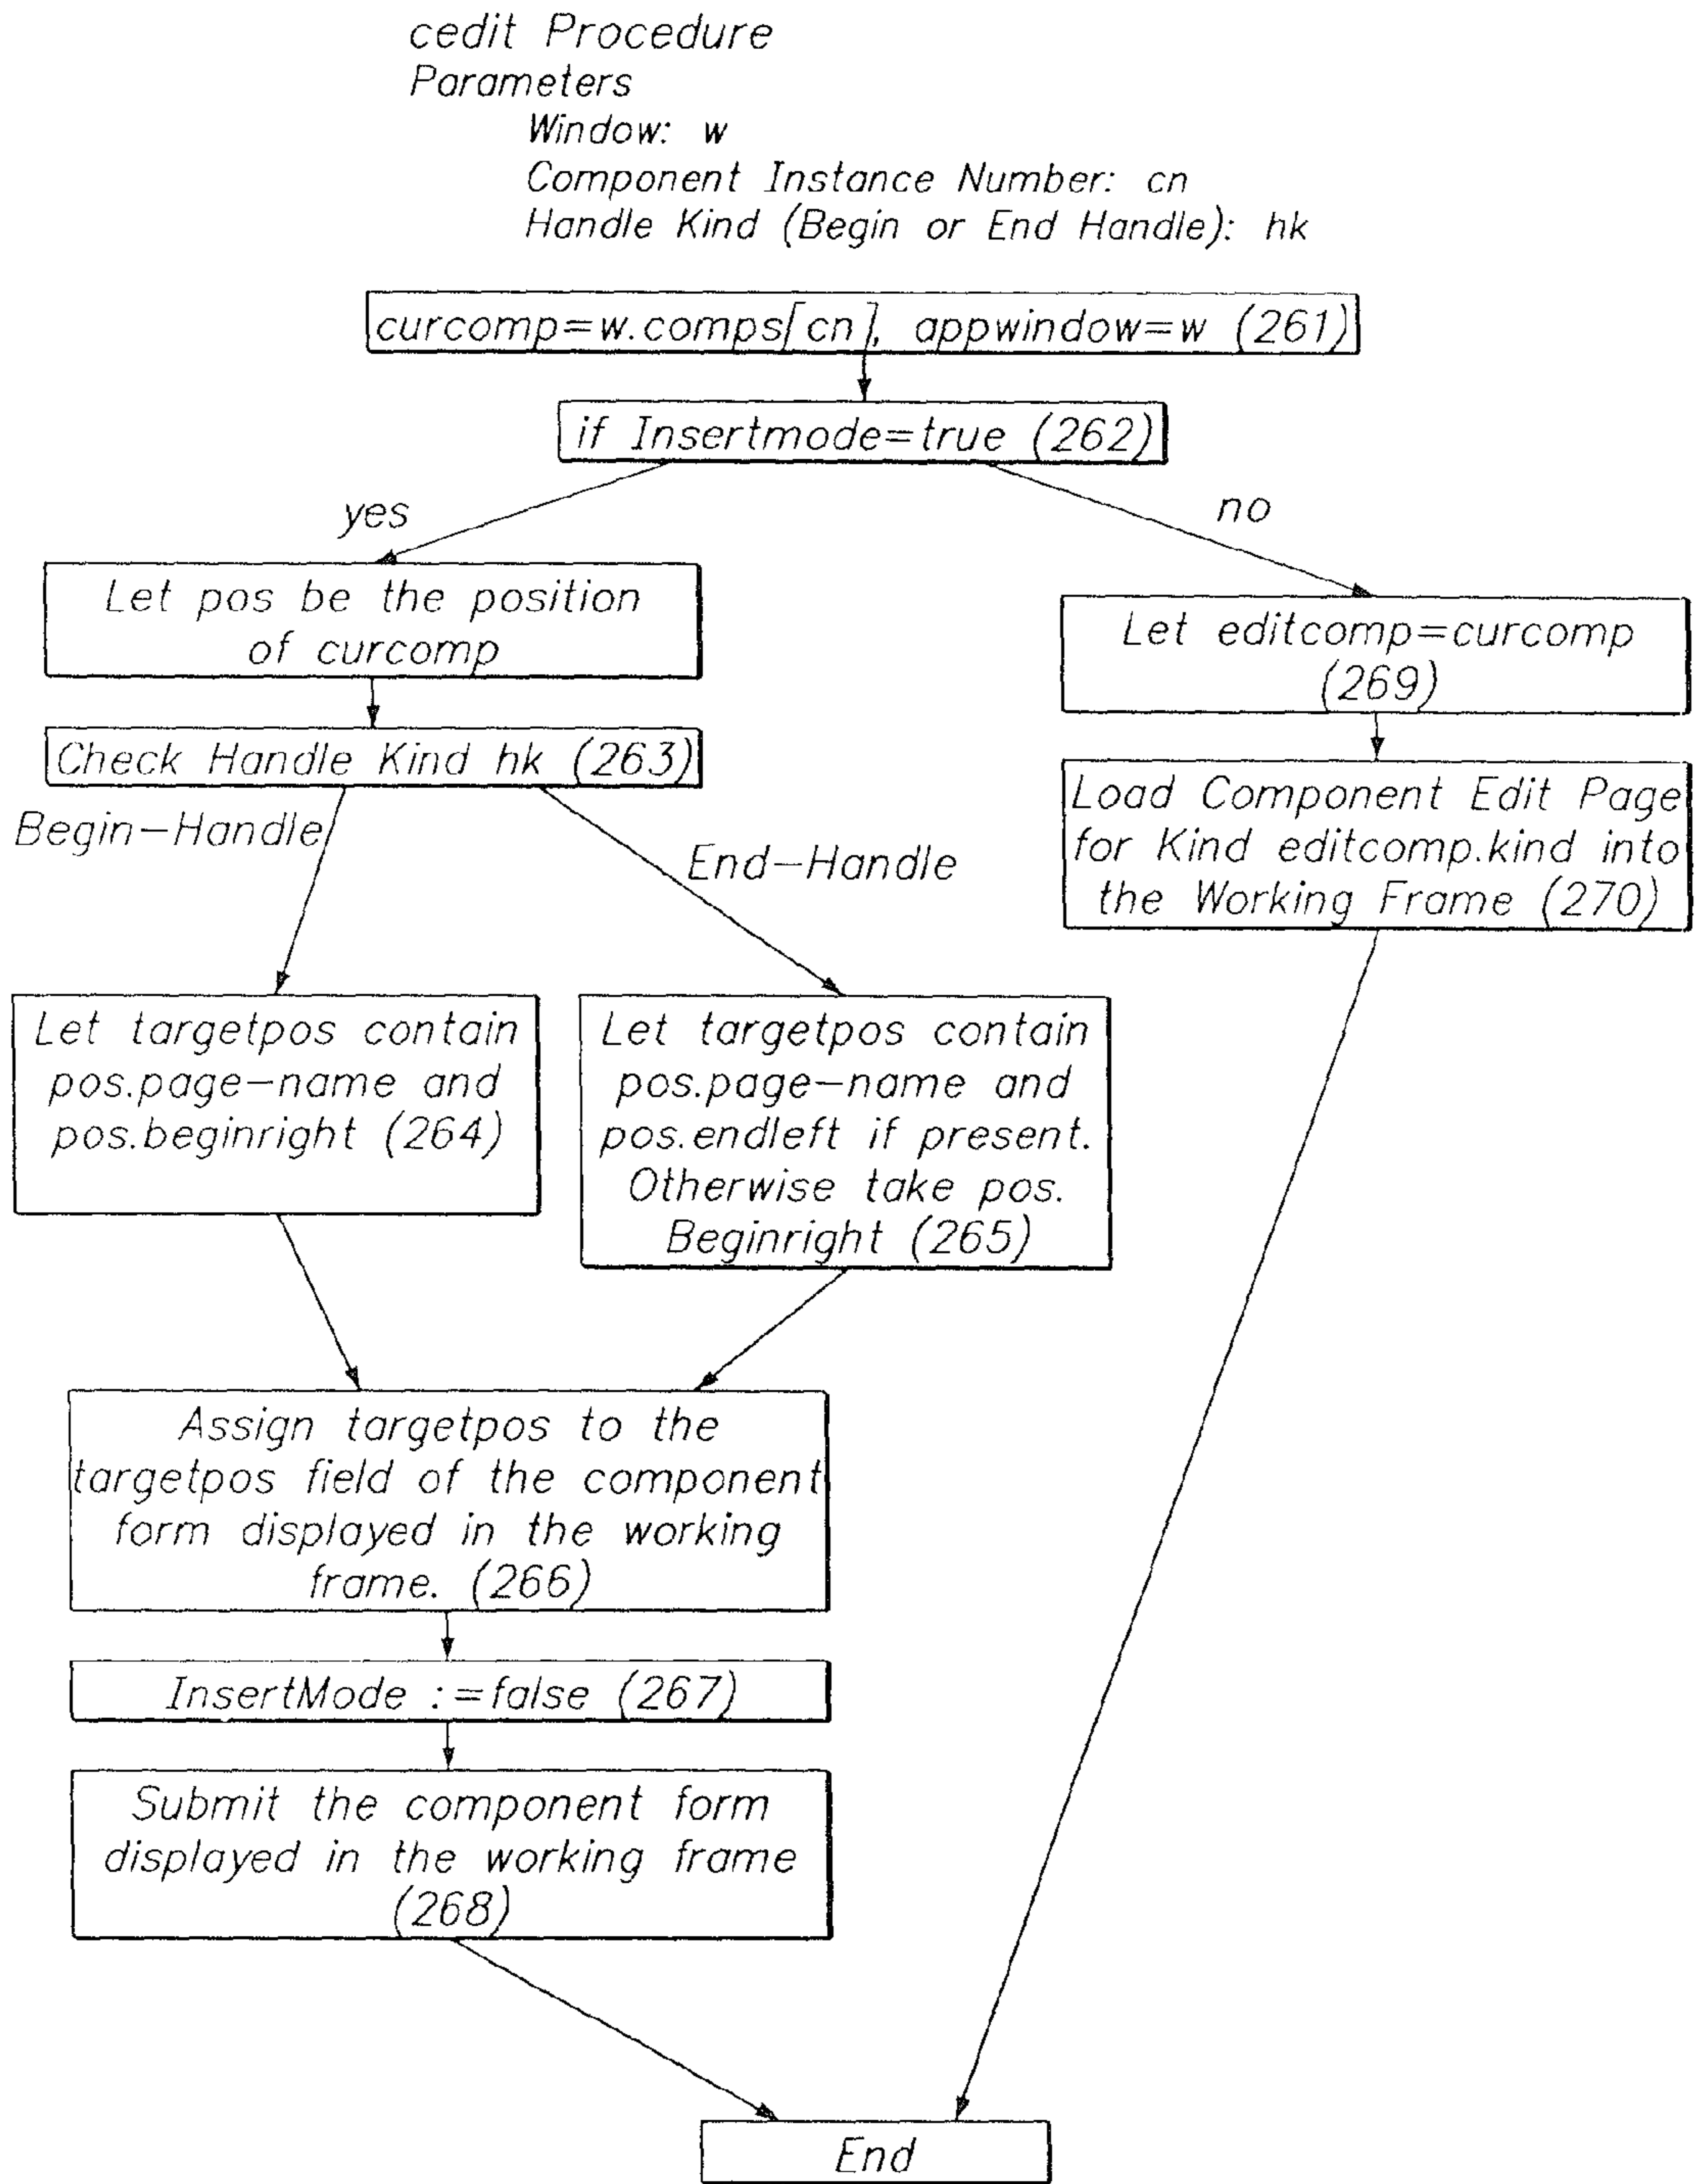 cedit Procedure
Parameters
Window: w
Component Instance Number: cn
Handle Kind (Begin or End Handle): hk
curcomp=w.comps[cn], appwindow=w (261)
if Insertmode=true (262)
yes
no
Let pos be the position
of curcomp
Let editcomp=curcomp
(269)
Check Handle Kind hk (263)
Load Component Edit Page
for Kind editcomp.kind into
the Working Frame (270)
Begin-Handle
End-Handle
Let targetpos contain
pos.page-name and
pos.beginright (264)
Let targetpos contain
pos.page-name and
pos.endleft if present.
Otherwise take pos.
Beginright (265)
Assign targetpos to the
targetpos field of the component
form displayed in the working
frame. (266)
InsertMode :=false (267)
Submit the component form
displayed in the working frame
(268)
End